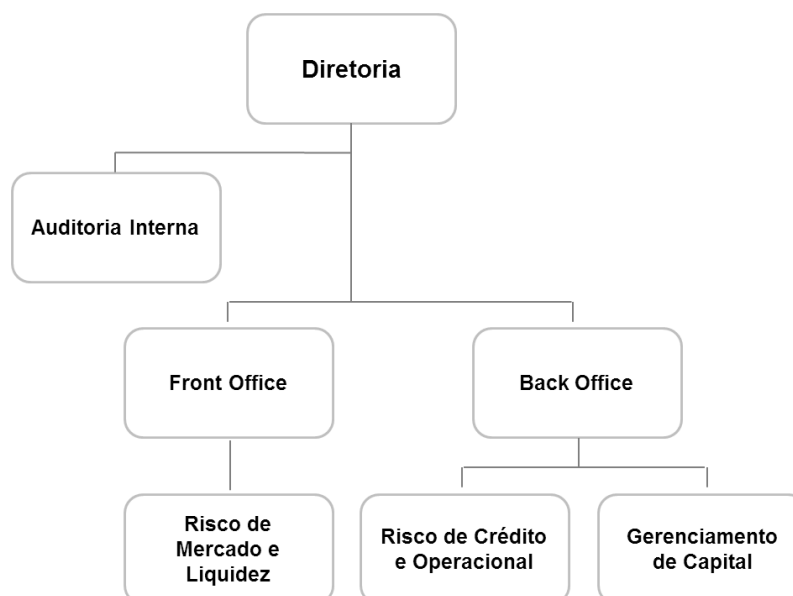 Diretoria
Auditoria Interna
Front Office
Back Office
Risco de
Mercado e
Liquidez
Risco de Crédito
e Operacional
Gerenciamento
de Capital